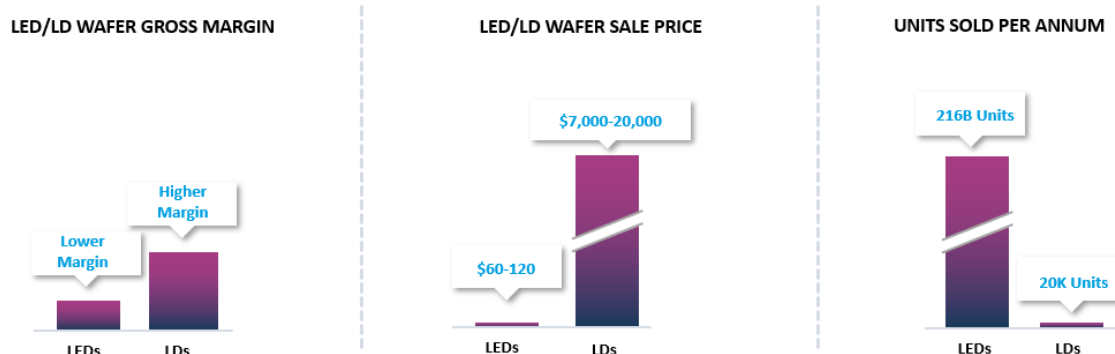 LED/LD WAFER GROSS MARGIN
Higher
Margin
Lower
Margin
LEDs
LDs
LED/LD WAFER SALE PRICE
$7,000-20,000
$60-120
LEDs
LDs
UNITS SOLD PER ANNUM
216B Units
20K Units
LEDs
LDs